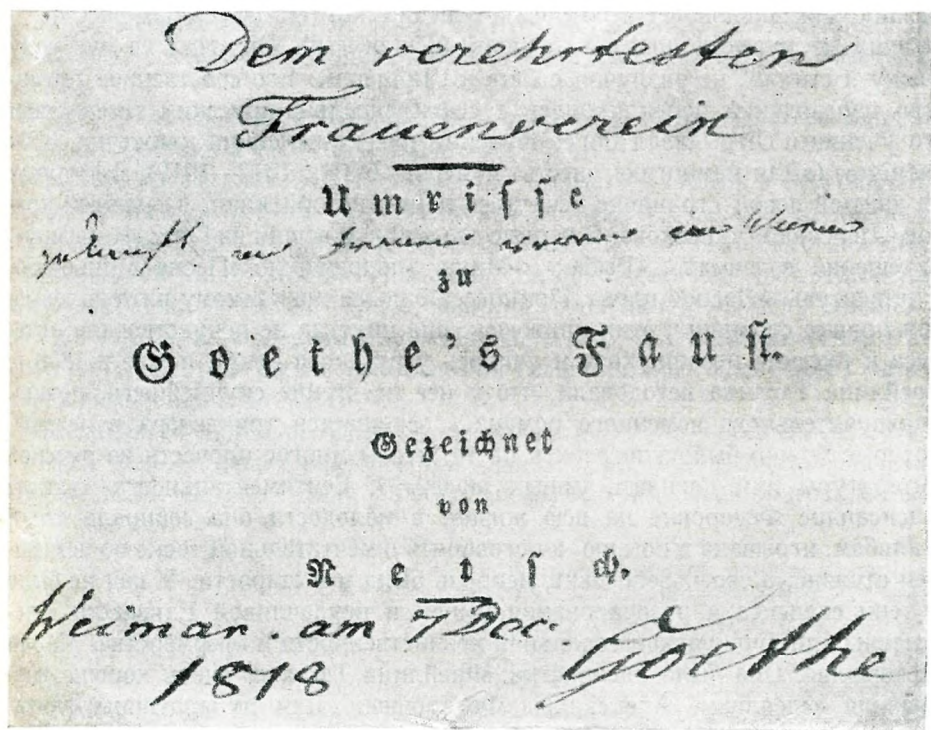 Dem verehrtesten
Frauenverein
Umrisse
zu
Goethe's Faust.
Gezeichnet
von
Retsch.
Weimar. am 7 Dec.
1818 Goethe